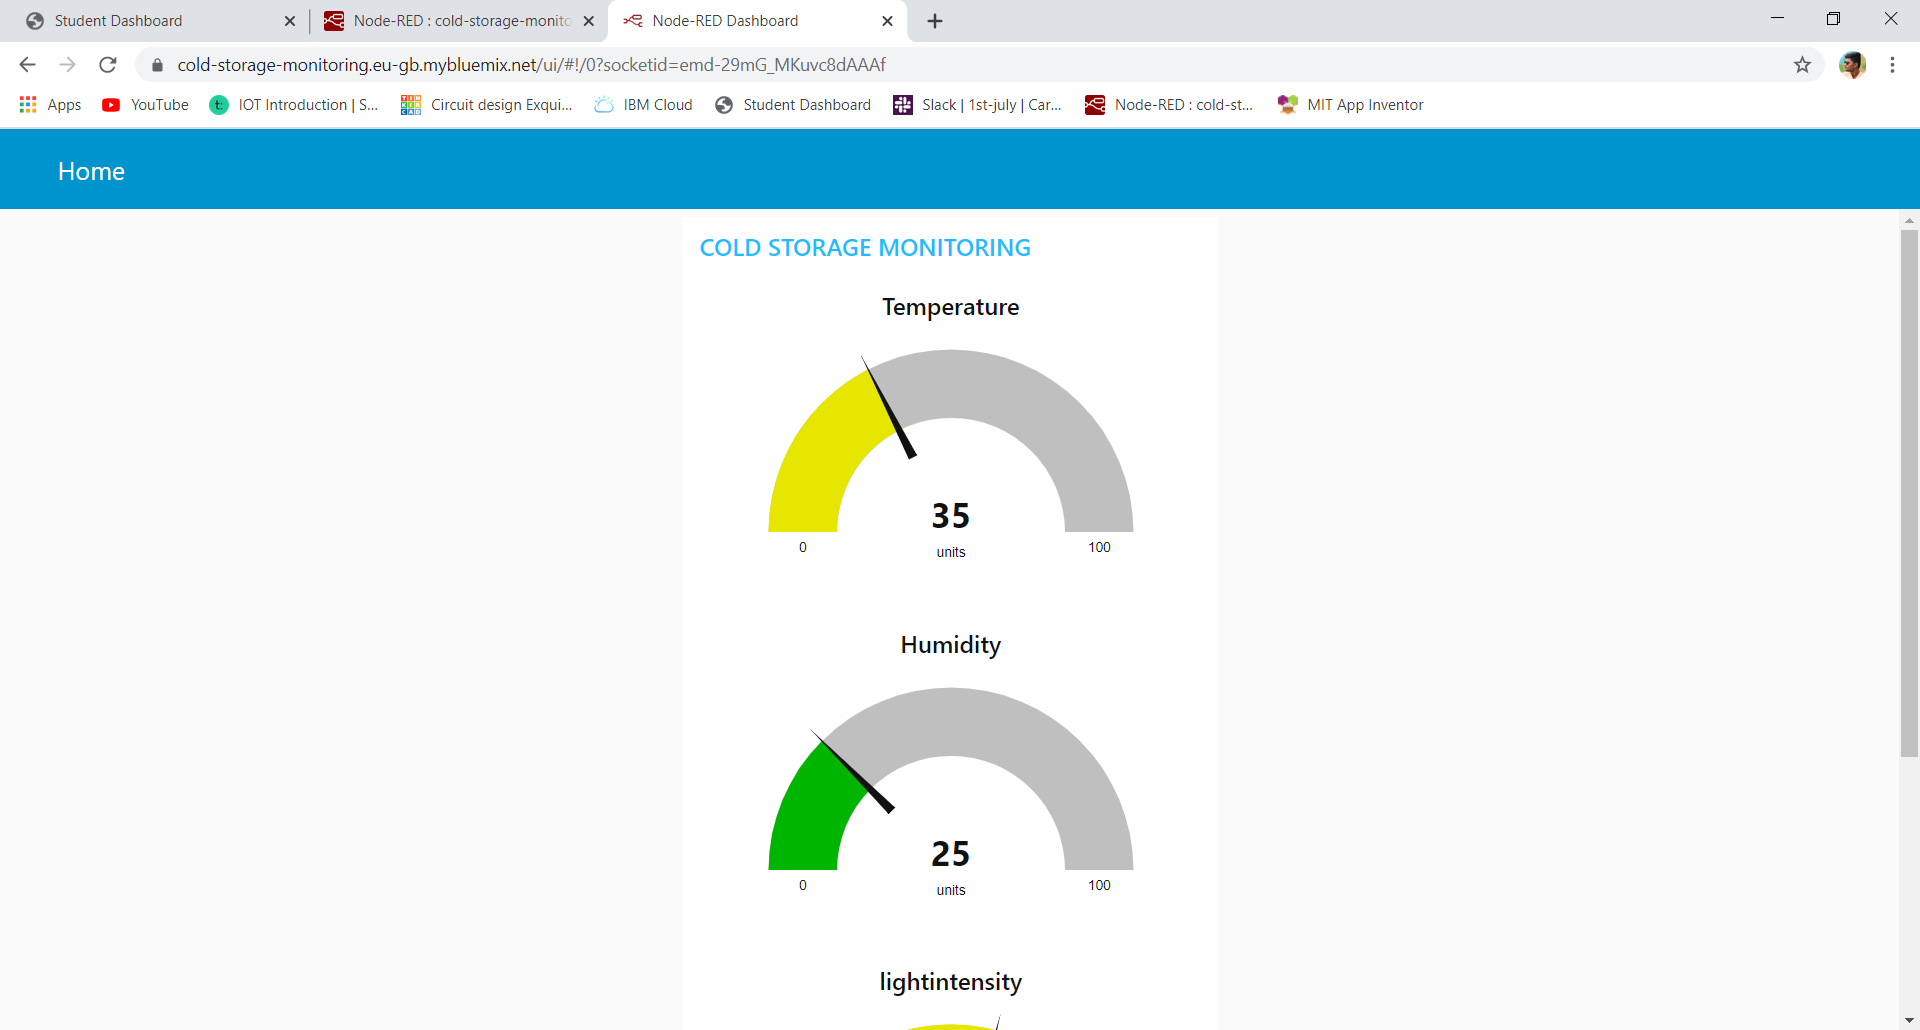 Student Dashboard
Node-RED : cold-storage-monito
Node-RED Dashboard
cold-storage-monitoring.eu-gb.mybluemix.net/ui/#!/0?socketid=emd-29mG_MKuvc8dAAAf
Apps
YouTube
IOT Introduction | S...
Circuit design Exqui...
IBM Cloud
Student Dashboard
Slack | 1st-july | Car...
Node-RED : cold-st...
MIT App Inventor
Home
COLD STORAGE MONITORING
Temperature
35
units
0
100
Humidity
25
units
0
100
lightintensity